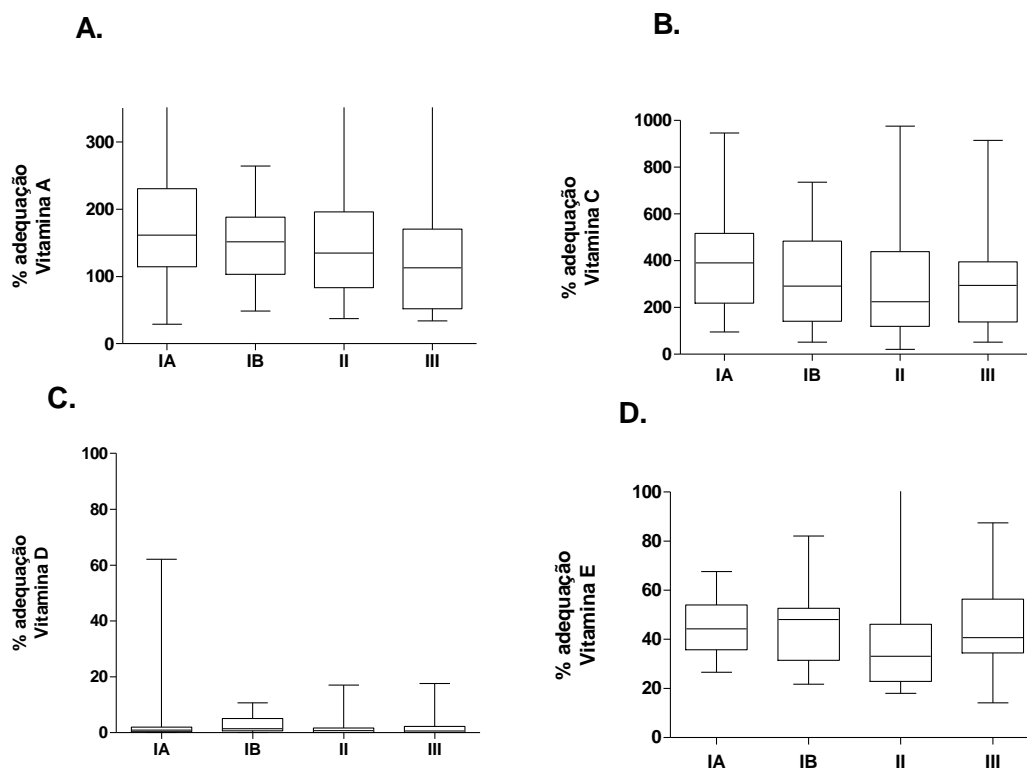 A.
% adequação
Vitamina A
300
200
100
0
IA IB II III
B.
% adequação
Vitamina C
1000
800
600
400
200
0
IA IB II III
C.
% adequação
Vitamina D
100
80
60
40
20
0
IA IB II III
D.
% adequação
Vitamina E
100
80
60
40
20
0
IA IB II III